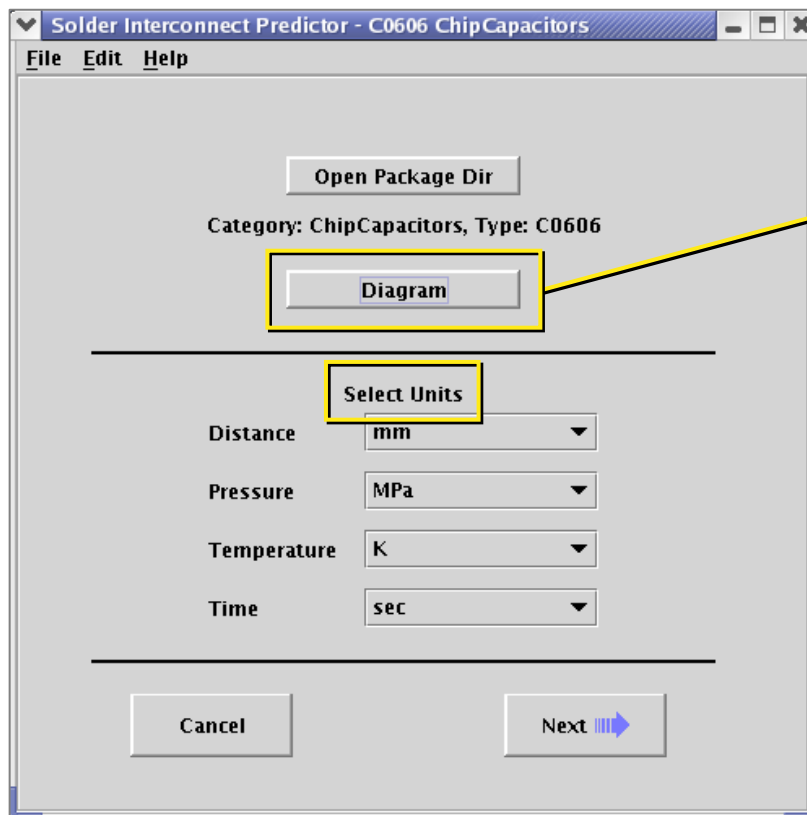 Solder Interconnect Predictor - C0606 ChipCapacitors
File Edit Help
Open Package Dir
Category: ChipCapacitors, Type: C0606
Diagram
Select Units
Distance mm
Pressure MPa
Temperature K
Time sec
Cancel Next